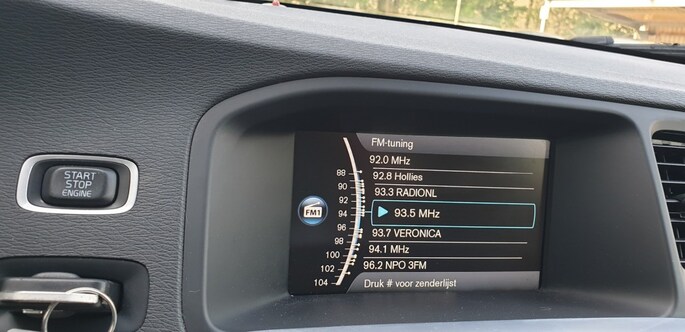 START
STOP
ENGINE
FM-tuning
92.0 MHz
92.8 Hollies
93.3 RADIONL
93.5 MHz
93.7 VERONICA
94.1 MHz
96.2 NPO 3FM
Druk # voor zenderlijst
FM1
88
90
92
94
96
98
100
102
104